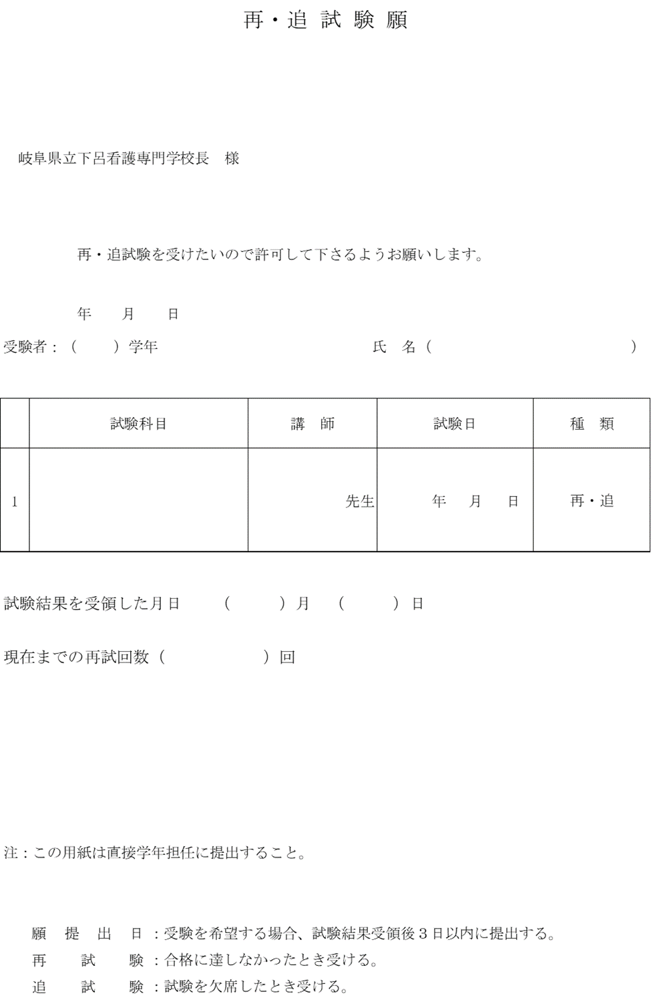 再・追 試 験 願
岐阜県立下呂看護専門学校長　様
再・追試験を受けたいので許可して下さるようお願いします。
年　　月　　日
受験者：（　　）学年　　　　　　　　　　　　　　氏　名（　　　　　　　　　　　　　）
試験科目　講　師　試験日　種　類
1　先生　年　月　日　再・追
試験結果を受領した月日　　（　　　）月　（　　　）日
現在までの再試回数（　　　　　　）回
注：この用紙は直接学年担任に提出すること。
願　提　出　日：受験を希望する場合、試験結果受領後３日以内に提出する。
再　　試　　験：合格に達しなかったとき受ける。
追　　試　　験：試験を欠席したとき受ける。